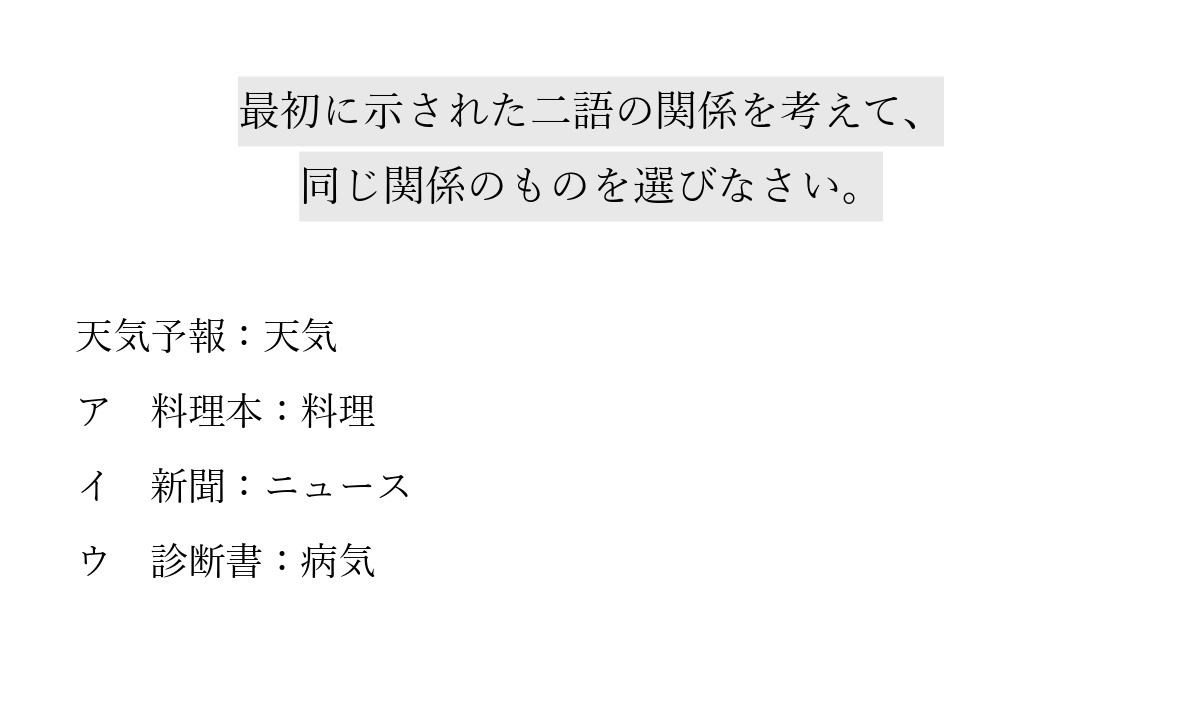 最初に示された二語の関係を考えて、
同じ関係のものを選びなさい。
天気予報：天気
ア　料理本：料理
イ　新聞：ニュース
ウ　診断書：病気